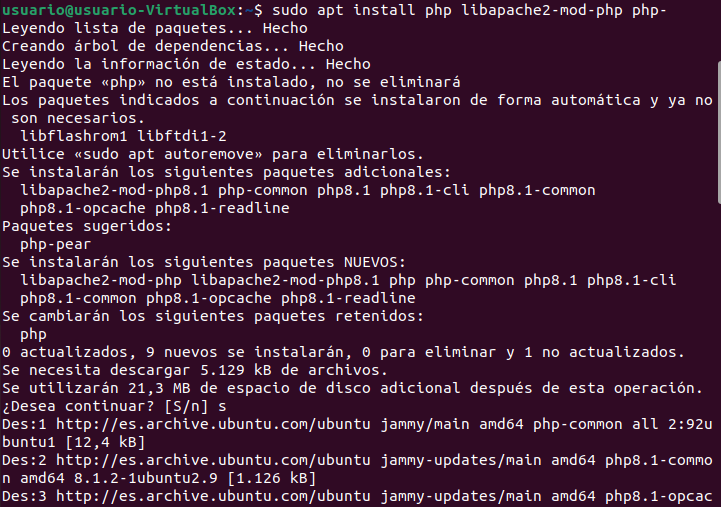 usuario@usuario-VirtualBox:~$ sudo apt install php libapache2-mod-php php-
Leyendo lista de paquetes... Hecho
Creando árbol de dependencias... Hecho
Leyendo la información de estado... Hecho
El paquete «php» no está instalado, no se eliminará
Los paquetes indicados a continuación se instalaron de forma automática y ya no
 son necesarios.
  libflashrom1 libftdi1-2
Utilice «sudo apt autoremove» para eliminarlos.
Se instalarán los siguientes paquetes adicionales:
  libapache2-mod-php8.1 php-common php8.1 php8.1-cli php8.1-common
  php8.1-opcache php8.1-readline
Paquetes sugeridos:
  php-pear
Se instalarán los siguientes paquetes NUEVOS:
  libapache2-mod-php libapache2-mod-php8.1 php php-common php8.1 php8.1-cli
  php8.1-common php8.1-opcache php8.1-readline
Se cambiarán los siguientes paquetes retenidos:
  php
0 actualizados, 9 nuevos se instalarán, 0 para eliminar y 1 no actualizados.
Se necesita descargar 5.129 kB de archivos.
Se utilizarán 21,3 MB de espacio de disco adicional después de esta operación.
¿Desea continuar? [S/n] s
Des:1 http://es.archive.ubuntu.com/ubuntu jammy/main amd64 php-common all 2:92u
buntu1 [12,4 kB]
Des:2 http://es.archive.ubuntu.com/ubuntu jammy-updates/main amd64 php8.1-commo
n amd64 8.1.2-1ubuntu2.9 [1.126 kB]
Des:3 http://es.archive.ubuntu.com/ubuntu jammy-updates/main amd64 php8.1-opcac